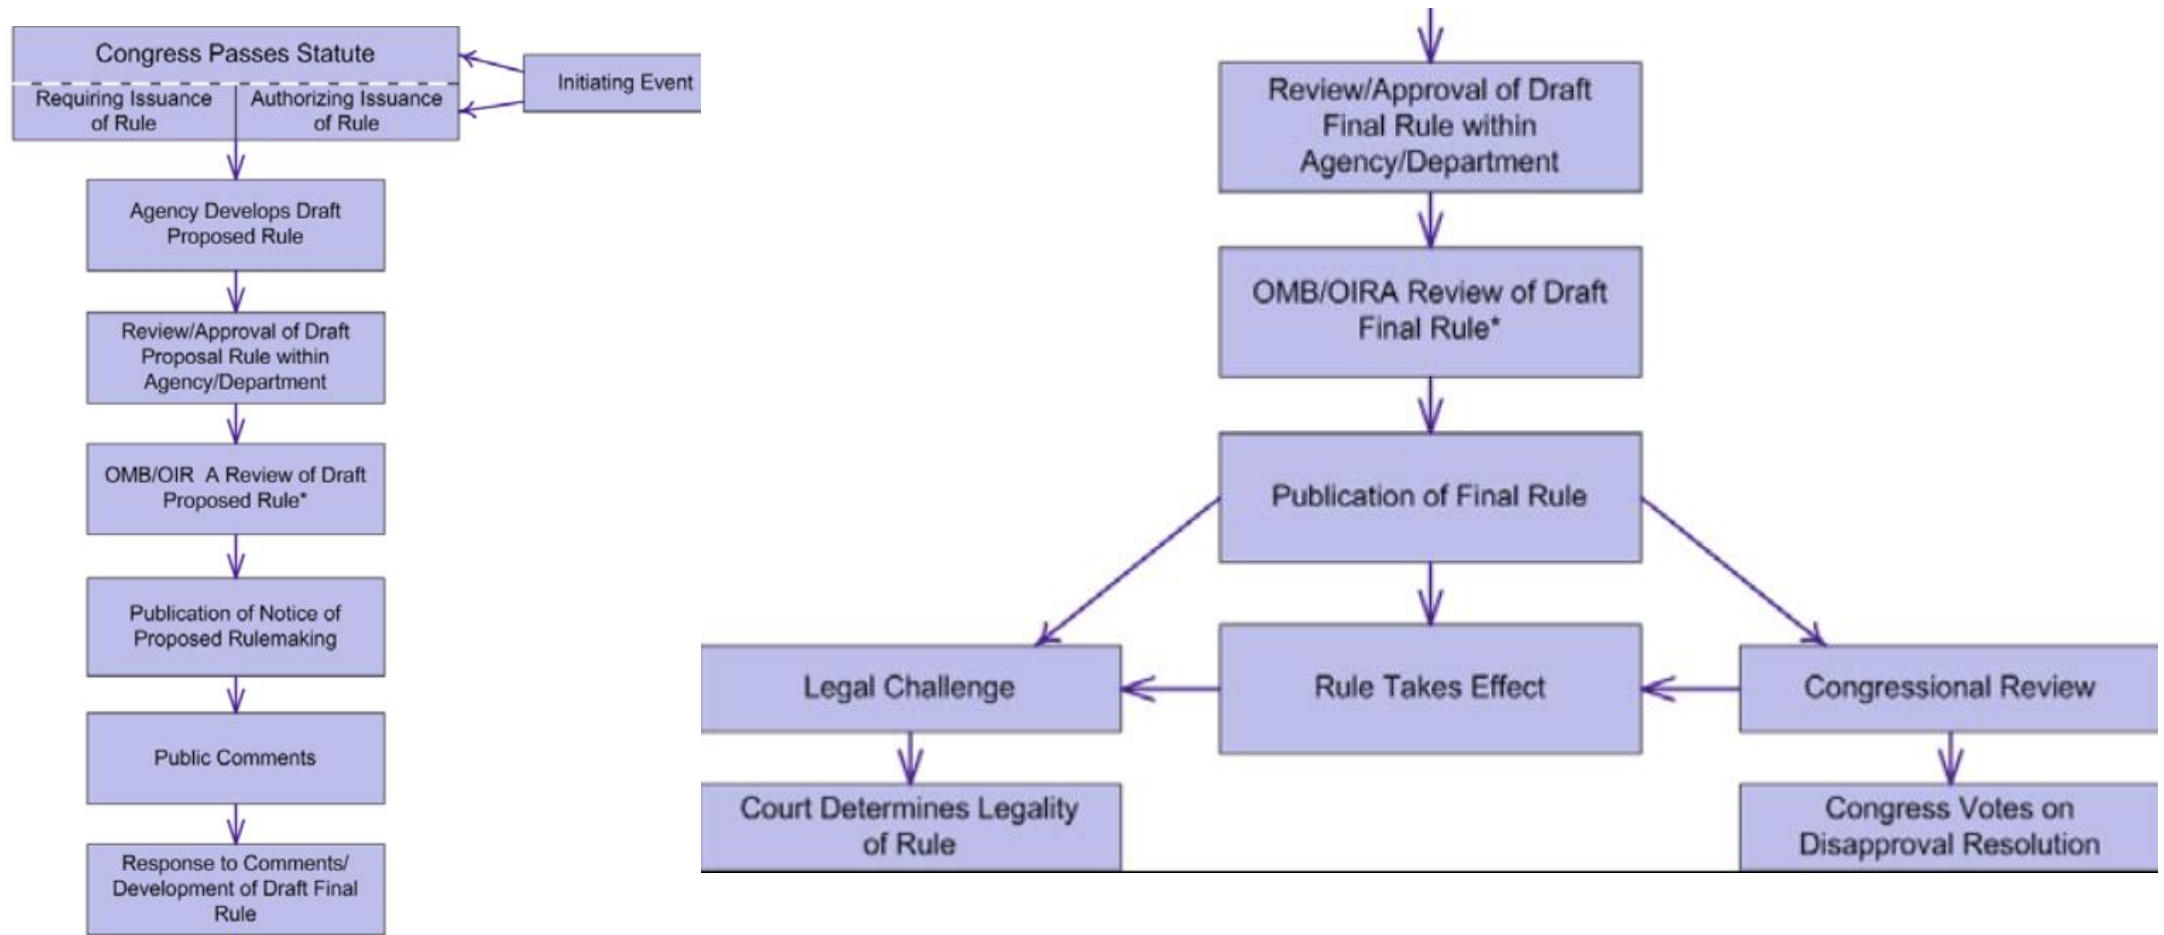 Congress Passes Statute
Requiring Issuance
of Rule
Authorizing Issuance
of Rule
Initiating Event
Agency Develops Draft
Proposed Rule
Review/Approval of Draft
Proposal Rule within
Agency/Department
OMB/OIR A Review of Draft
Proposed Rule*
Publication of Notice of
Proposed Rulemaking
Public Comments
Response to Comments/
Development of Draft Final
Rule
Review/Approval of Draft
Final Rule within
Agency/Department
OMB/OIRA Review of Draft
Final Rule*
Publication of Final Rule
Legal Challenge
Rule Takes Effect
Congressional Review
Court Determines Legality
of Rule
Congress Votes on
Disapproval Resolution